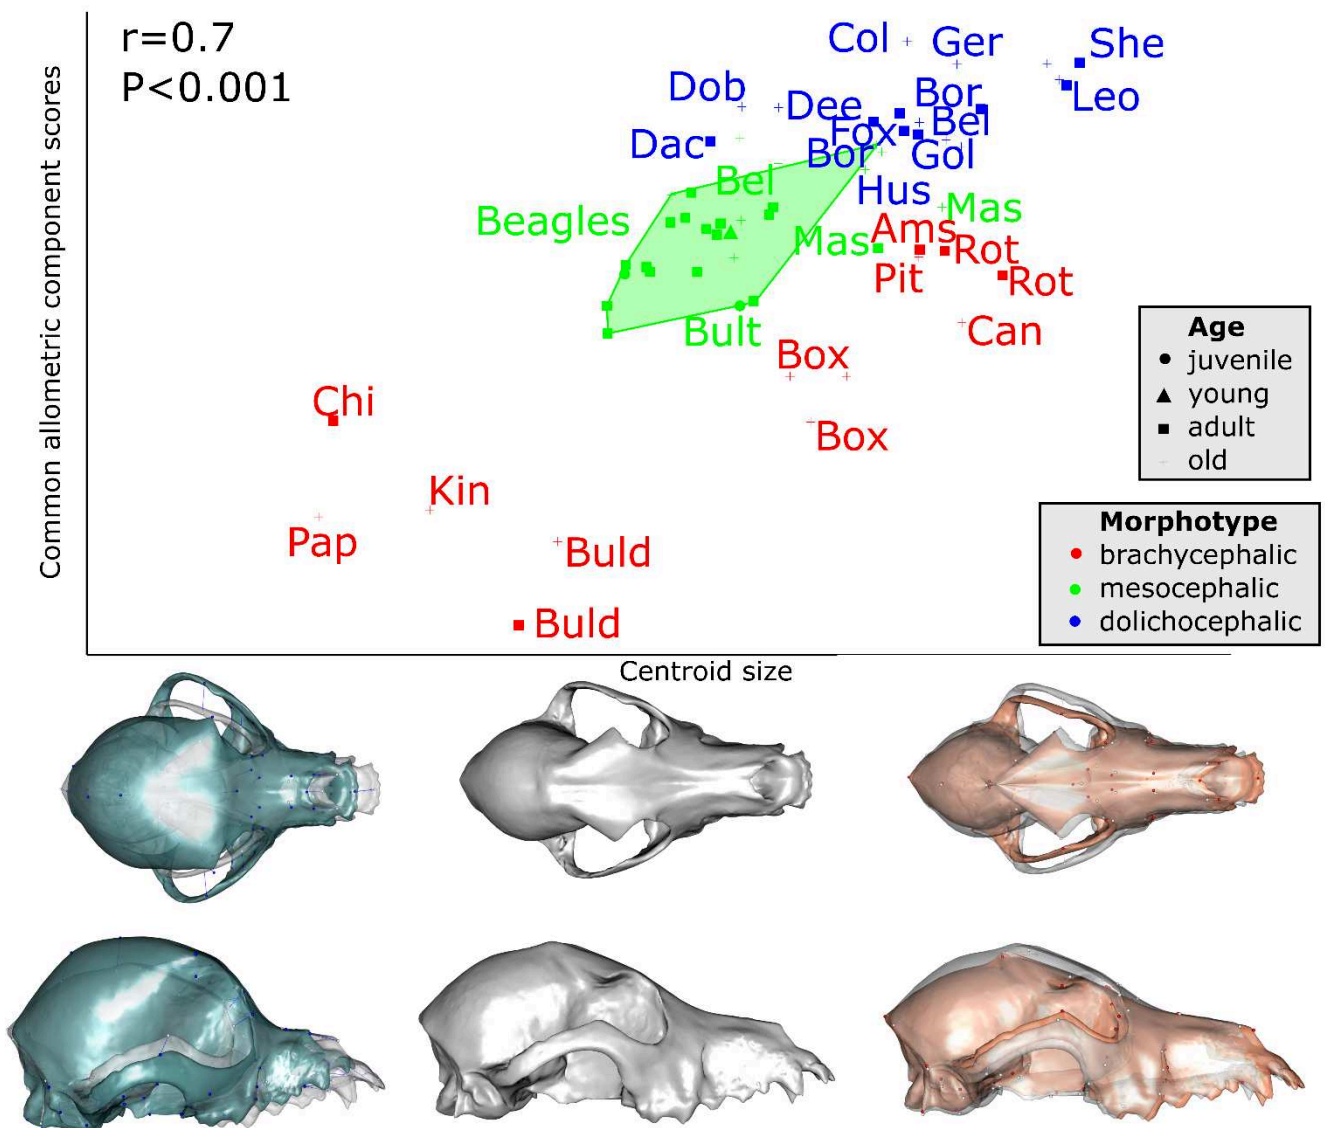 r=0.7
P<0.001
Common allometric component scores
Col
Ger
She
Leo
Dob
Dee
Bor
Fox
Bel
Dac
Bor
Gol
Bel
Hus
Beagles
Mas
Ams
Mas
Rot
Pit
Rot
Bult
Can
Box
Box
Chi
Kin
Pap
Buld
Buld
Age
juvenile
young
adult
old
Morphotype
brachycephalic
mesocephalic
dolichocephalic
Centroid size